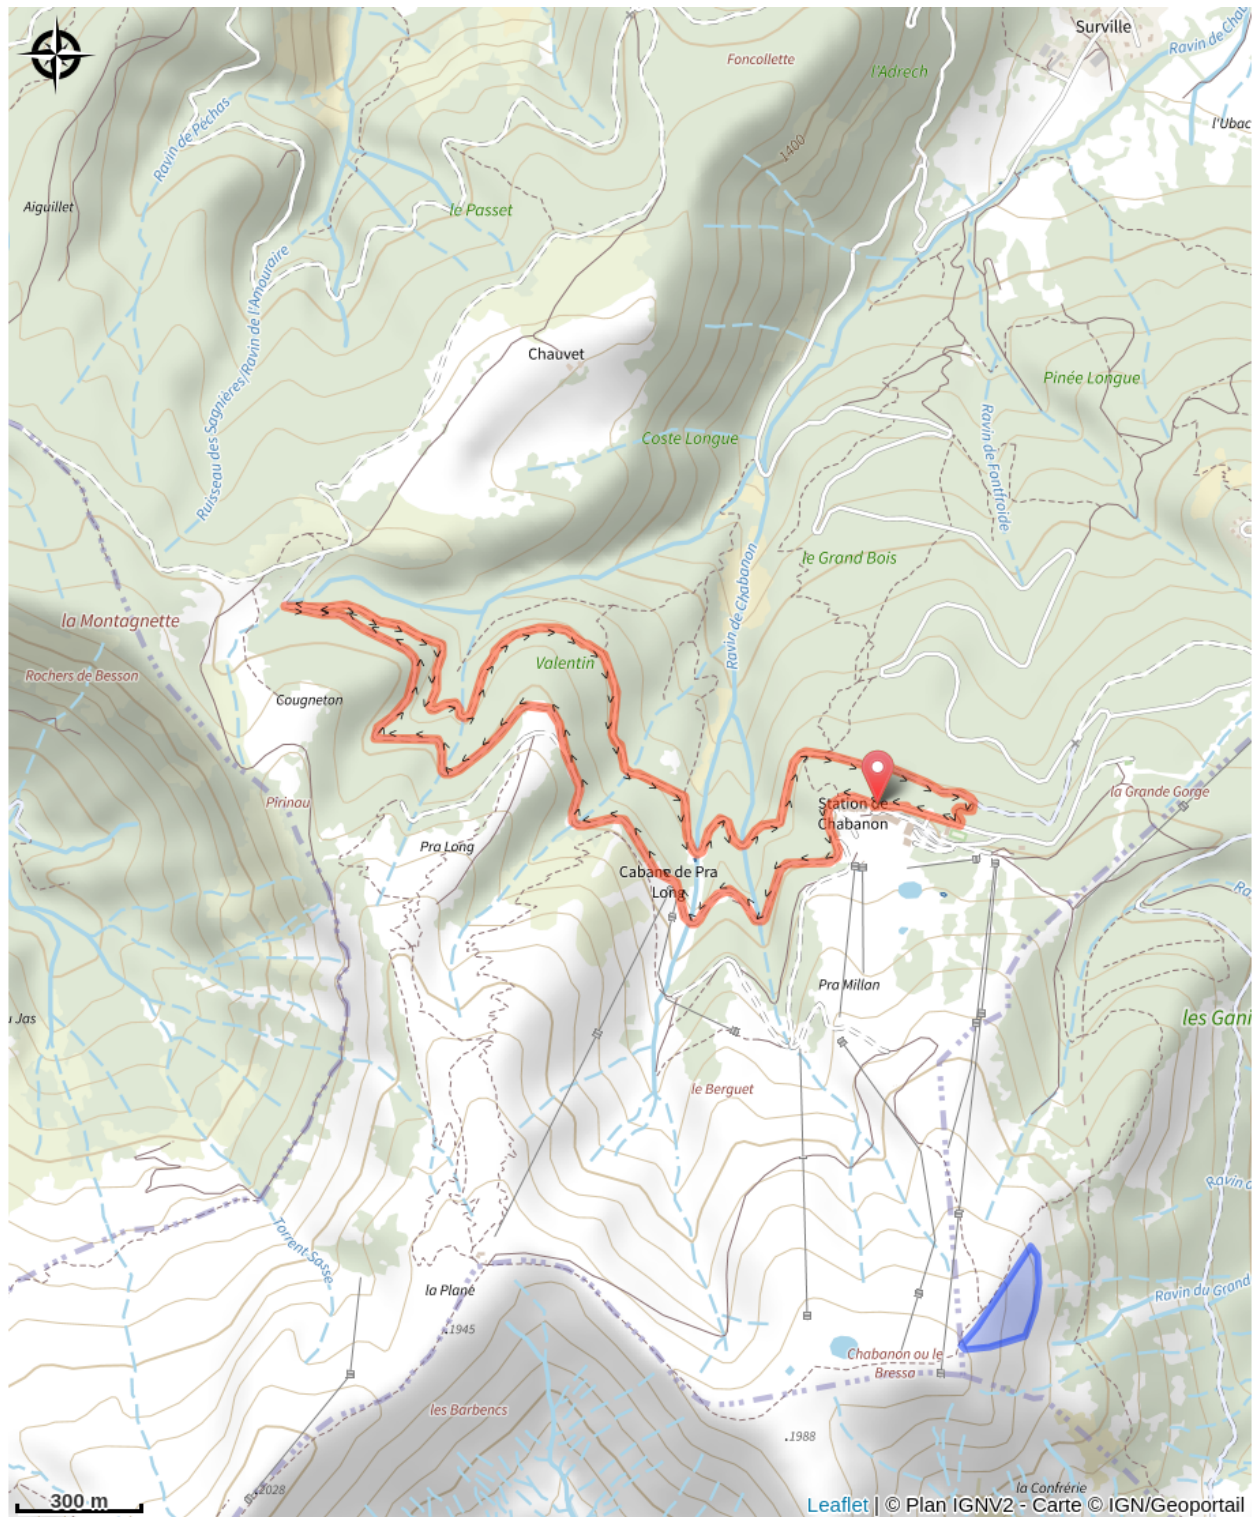 Surville
Ravin de Chau
Foncollette
l'Adrech
Ravin de Péchas
l'Ubac
1400
Aiguillet
le Passet
Ruisseau des Sagnières/Ravin de l'Amouraire
Chauvet
Pinée Longue
Coste Longue
Ravin de Fontfroide
le Grand Bois
Ravin de Chabanon
la Montagnette
Valentin
Rochers de Besson
Cougneton
la Grande Gorge
Pirinou
Station de
Chabanon
Pra Long
Cabane de Pra
Long
Ra
Pra Millan
u Jas
les Gani
le Berguet
Ravin d
Torrent Sasse
la Plane
Ravin du Grand
.1945
Chabanon ou le
Bressa
les Barbencs
.1988
.2028
la Confrérie
300 m
Leaflet | © Plan IGNV2 - Carte © IGN/Geoportail